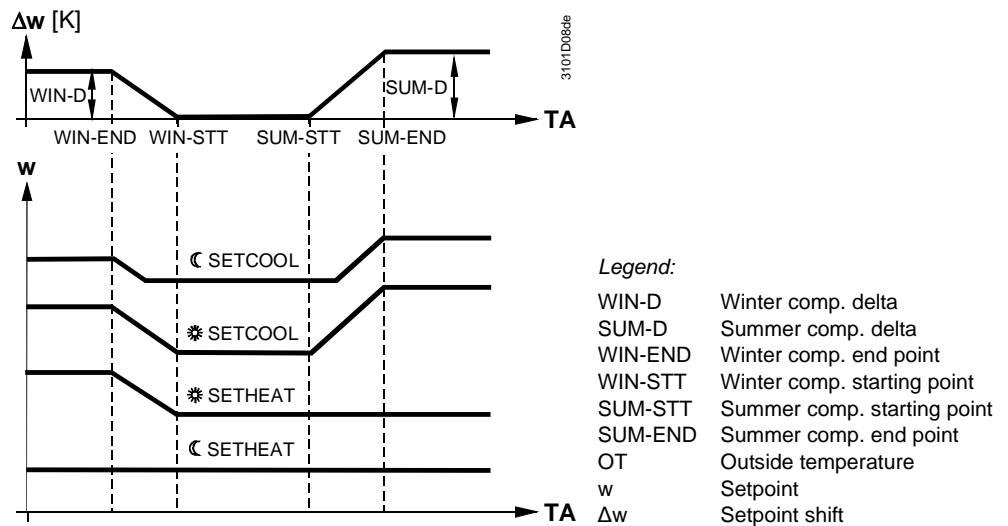 Δw [K]
3101D08de
WIN-D
SUM-D
TA
WIN-END WIN-STT SUM-STT SUM-END
w
☾ SETCOOL
☼ SETCOOL
☼ SETHEAT
☾ SETHEAT
TA
Legend:
WIN-D Winter comp. delta
SUM-D Summer comp. delta
WIN-END Winter comp. end point
WIN-STT Winter comp. starting point
SUM-STT Summer comp. starting point
SUM-END Summer comp. end point
OT Outside temperature
w Setpoint
Δw Setpoint shift